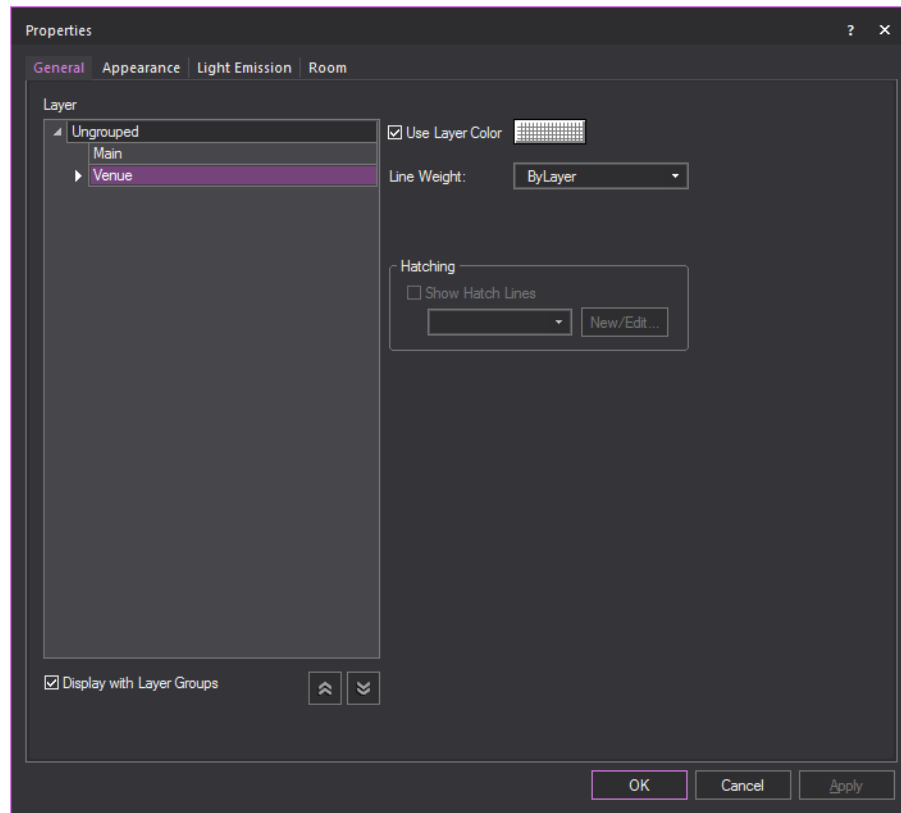 Properties
General Appearance Light Emission Room
Layer
Ungrouped
Main
Venue
Use Layer Color
Line Weight: ByLayer
Hatching
Show Hatch Lines
New/Edit...
Display with Layer Groups
OK Cancel Apply